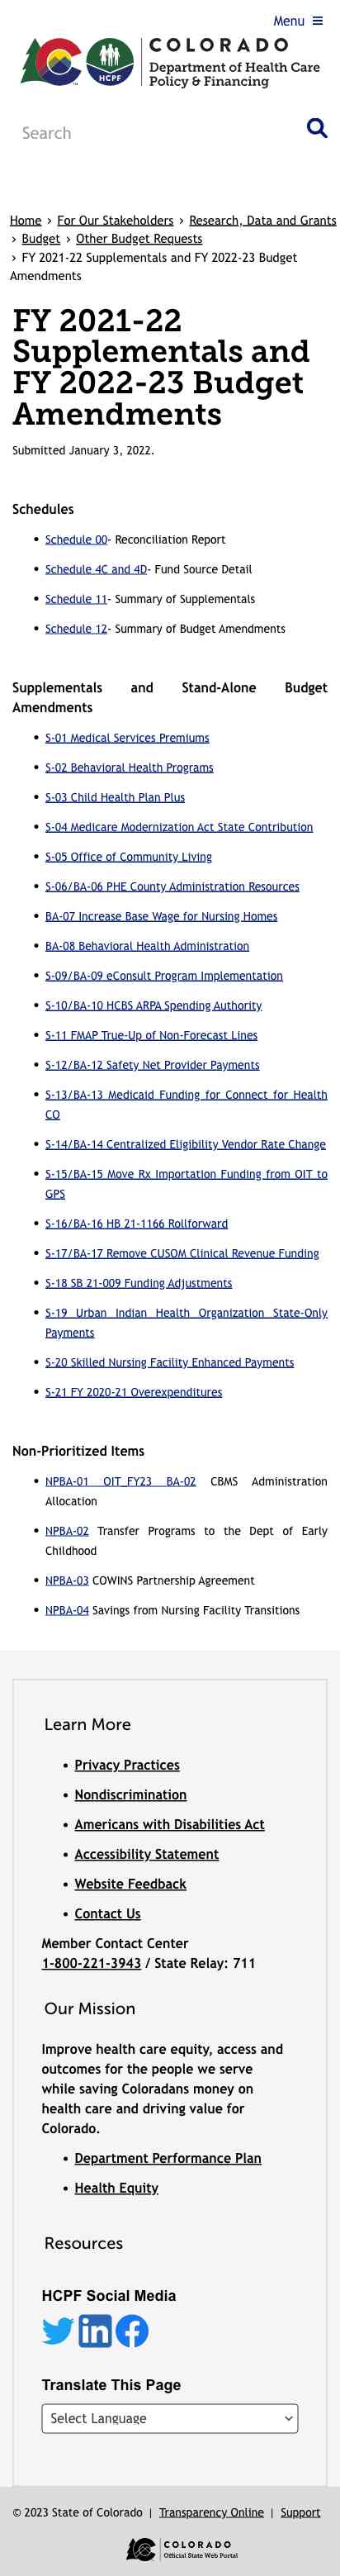 Menu
COLORADO
HCPF
Department of Health Care
Policy & Financing
Search
Home › For Our Stakeholders › Research, Data and Grants
› Budget › Other Budget Requests
› FY 2021-22 Supplementals and FY 2022-23 Budget
Amendments
FY 2021-22
Supplementals and
FY 2022-23 Budget
Amendments
Submitted January 3, 2022.
Schedules
• Schedule 00- Reconciliation Report
• Schedule 4C and 4D- Fund Source Detail
• Schedule 11- Summary of Supplementals
• Schedule 12- Summary of Budget Amendments
Supplementals and Stand-Alone Budget
Amendments
• S-01 Medical Services Premiums
• S-02 Behavioral Health Programs
• S-03 Child Health Plan Plus
• S-04 Medicare Modernization Act State Contribution
• S-05 Office of Community Living
• S-06/BA-06 PHE County Administration Resources
• BA-07 Increase Base Wage for Nursing Homes
• BA-08 Behavioral Health Administration
• S-09/BA-09 eConsult Program Implementation
• S-10/BA-10 HCBS ARPA Spending Authority
• S-11 FMAP True-Up of Non-Forecast Lines
• S-12/BA-12 Safety Net Provider Payments
• S-13/BA-13 Medicaid Funding for Connect for Health
CO
• S-14/BA-14 Centralized Eligibility Vendor Rate Change
• S-15/BA-15 Move Rx Importation Funding from OIT to
GPS
• S-16/BA-16 HB 21-1166 Rollforward
• S-17/BA-17 Remove CUSOM Clinical Revenue Funding
• S-18 SB 21-009 Funding Adjustments
• S-19 Urban Indian Health Organization State-Only
Payments
• S-20 Skilled Nursing Facility Enhanced Payments
• S-21 FY 2020-21 Overexpenditures
Non-Prioritized Items
• NPBA-01 OIT_FY23 BA-02 CBMS Administration
Allocation
• NPBA-02 Transfer Programs to the Dept of Early
Childhood
• NPBA-03 COWINS Partnership Agreement
• NPBA-04 Savings from Nursing Facility Transitions
Learn More
• Privacy Practices
• Nondiscrimination
• Americans with Disabilities Act
• Accessibility Statement
• Website Feedback
• Contact Us
Member Contact Center
1-800-221-3943 / State Relay: 711
Our Mission
Improve health care equity, access and
outcomes for the people we serve
while saving Coloradans money on
health care and driving value for
Colorado.
• Department Performance Plan
• Health Equity
Resources
HCPF Social Media
Translate This Page
Select Language
© 2023 State of Colorado | Transparency Online | Support
COLORADO
Official State Web Portal